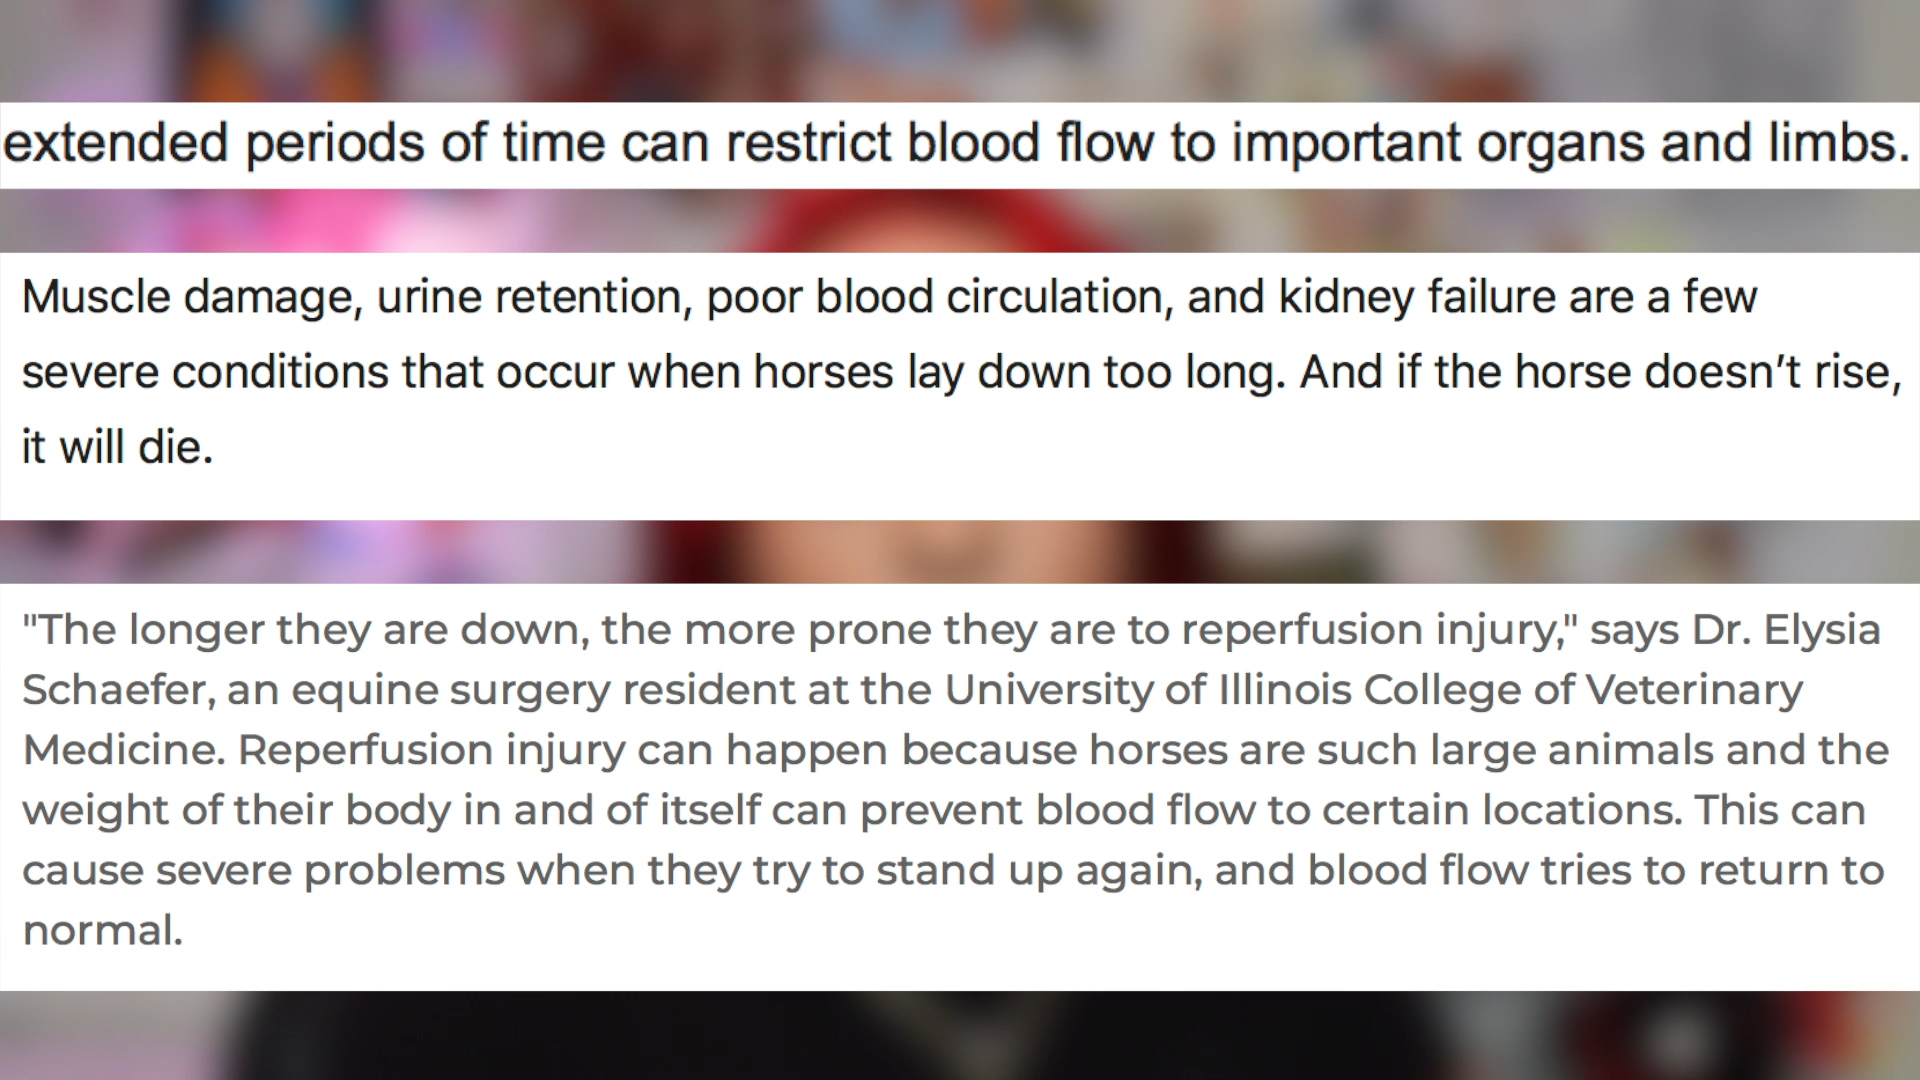 extended periods of time can restrict blood flow to important organs and limbs.
Muscle damage, urine retention, poor blood circulation, and kidney failure are a few
severe conditions that occur when horses lay down too long. And if the horse doesn’t rise,
it will die.
"The longer they are down, the more prone they are to reperfusion injury," says Dr. Elysia
Schaefer, an equine surgery resident at the University of Illinois College of Veterinary
Medicine. Reperfusion injury can happen because horses are such large animals and the
weight of their body in and of itself can prevent blood flow to certain locations. This can
cause severe problems when they try to stand up again, and blood flow tries to return to
normal.